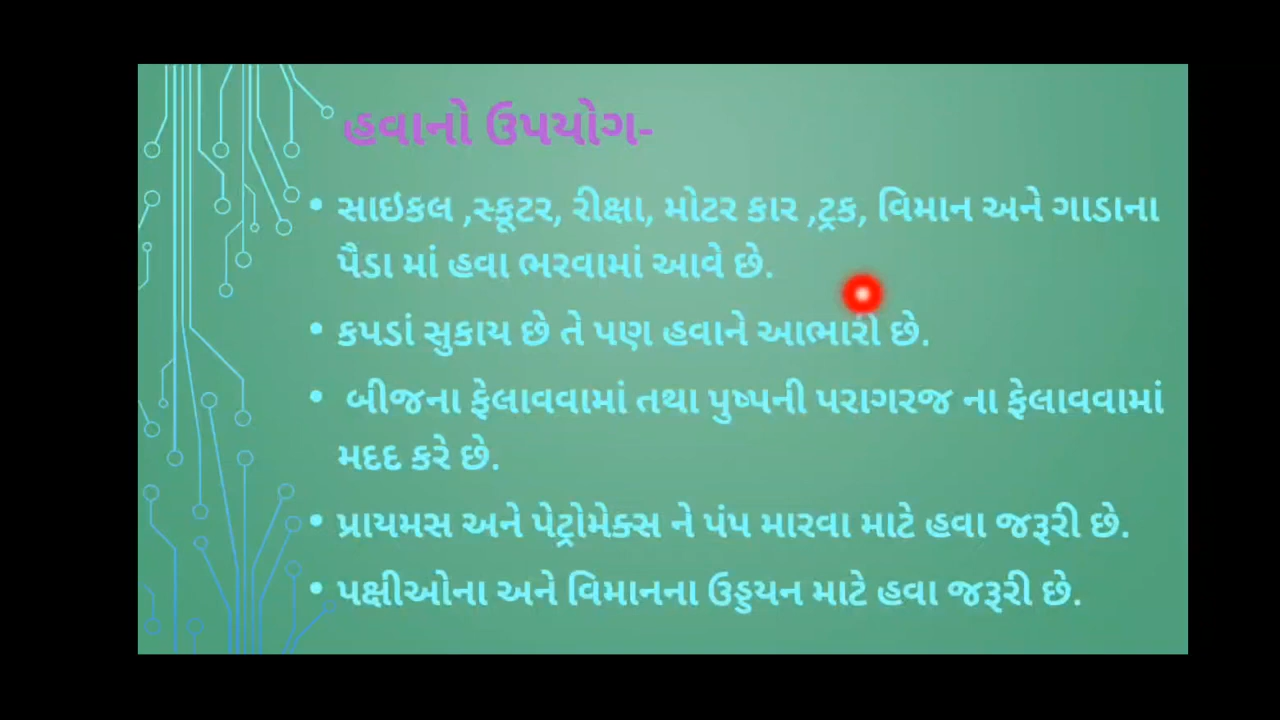 હવાનો ઉપયોગ-
• સાઇકલ ,સ્કૂટર, રીક્ષા, મોટર કાર ,ટ્રક, વિમાન અને ગાડાના
પૈડા માં હવા ભરવામાં આવે છે.
• કપડાં સુકાય છે તે પણ હવાને આભારી છે.
• બીજના ફેલાવવામાં તથા પુષ્પની પરાગરજ ના ફેલાવવામાં
મદદ કરે છે.
• પ્રાયમસ અને પેટ્રોમેક્સ ને પંપ મારવા માટે હવા જરૂરી છે.
• પક્ષીઓના અને વિમાનના ઉડ્ડયન માટે હવા જરૂરી છે.